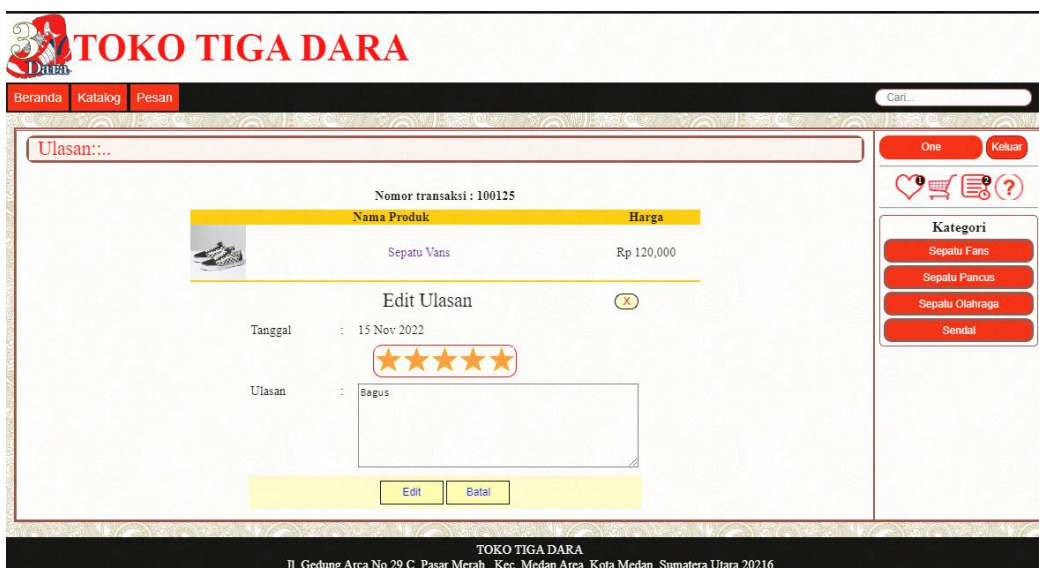 3
Dara
TOKO TIGA DARA
Beranda Katalog Pesan Cari...
Ulasan::..
One Keluar
1 2 ?
Nomor transaksi : 100125
Nama Produk Harga
Sepatu Vans Rp 120,000
Edit Ulasan X
Tanggal : 15 Nov 2022
Ulasan : Bagus
Edit Batal
Kategori
Sepatu Fans
Sepatu Pancus
Sepatu Olahraga
Sendal
TOKO TIGA DARA
Jl. Gedung Arca No.29 C, Pasar Merah, Kec. Medan Area, Kota Medan, Sumatera Utara 20216